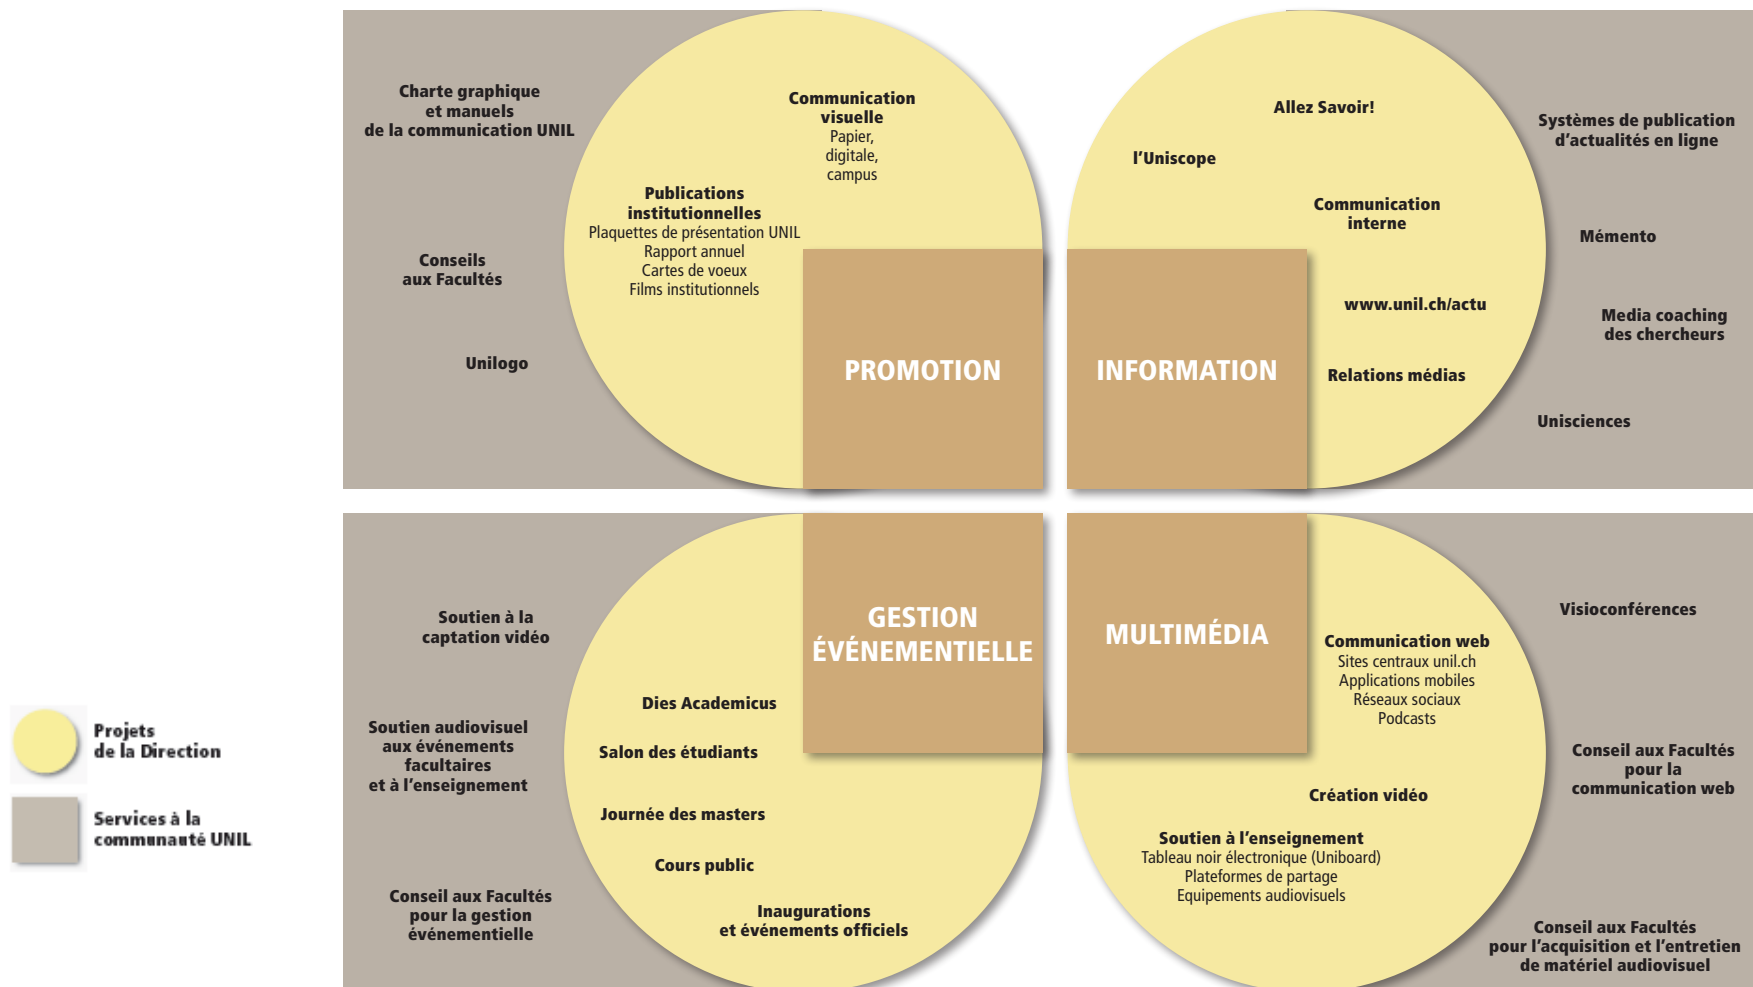 Charte graphique
et manuels
de la communication UNIL
Conseils
aux Facultés
Unilogo
Communication
visuelle
Papier,
digitale,
campus
Publications
institutionnelles
Plaquettes de présentation UNIL
Rapport annuel
Cartes de voeux
Films institutionnels
PROMOTION
Allez Savoir!
l'Uniscope
Communication
interne
www.unil.ch/actu
Relations médias
INFORMATION
Systèmes de publication
d'actualités en ligne
Mémento
Media coaching
des chercheurs
Unisciences
Soutien à la
captation vidéo
Soutien audiovisuel
aux événements
facultaires
et à l'enseignement
Conseil aux Facultés
pour la gestion
événementielle
GESTION
ÉVÉNEMENTIELLE
Dies Academicus
Salon des étudiants
Journée des masters
Cours public
Inaugurations
et événements officiels
MULTIMÉDIA
Communication web
Sites centraux unil.ch
Applications mobiles
Réseaux sociaux
Podcasts
Création vidéo
Soutien à l'enseignement
Tableau noir électronique (Uniboard)
Plateformes de partage
Equipements audiovisuels
Visioconférences
Conseil aux Facultés
pour la
communication web
Conseil aux Facultés
pour l'acquisition et l'entretien
de matériel audiovisuel
Projets
de la Direction
Services à la
communauté UNIL